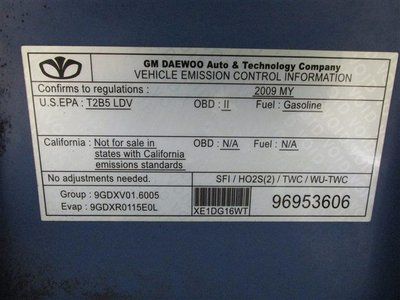 GM DAEWOO Auto & Technology Company
VEHICLE EMISSION CONTROL INFORMATION
Confirms to regulations : 2009 MY
U.S.EPA : T2B5 LDV OBD : II Fuel : Gasoline
California : Not for sale in states with California emissions standards OBD : N/A Fuel : N/A
No adjustments needed. SFI / HO2S(2) / TWC / WU-TWC
Group : 9GDXV01.6005
Evap : 9GDXR0115E0L
XE1DG16WT
96953606